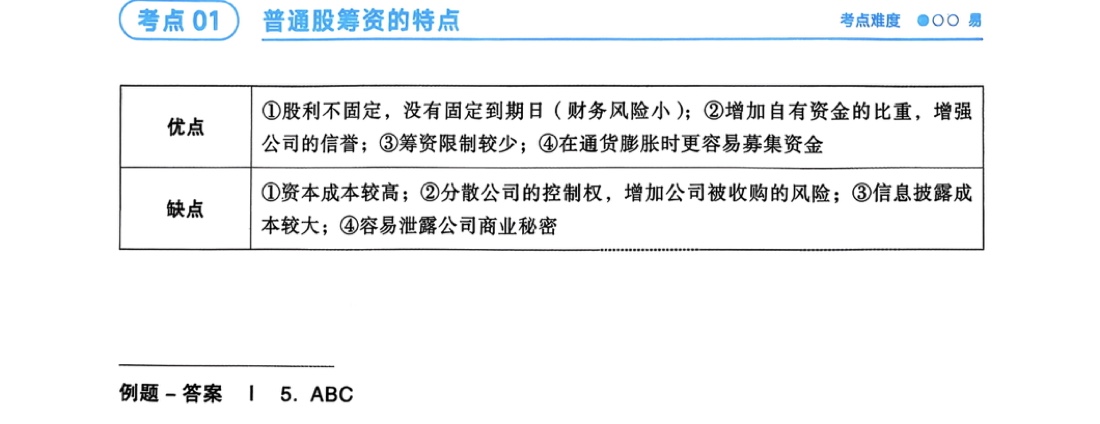 考点 01 普通股筹资的特点 考点难度 ●○○ 易
优点
①股利不固定，没有固定到期日（财务风险小）；②增加自有资金的比重，增强
公司的信誉；③筹资限制较少；④在通货膨胀时更容易募集资金
缺点
①资本成本较高；②分散公司的控制权，增加公司被收购的风险；③信息披露成
本较大；④容易泄露公司商业秘密
例题－答案 | 5. ABC